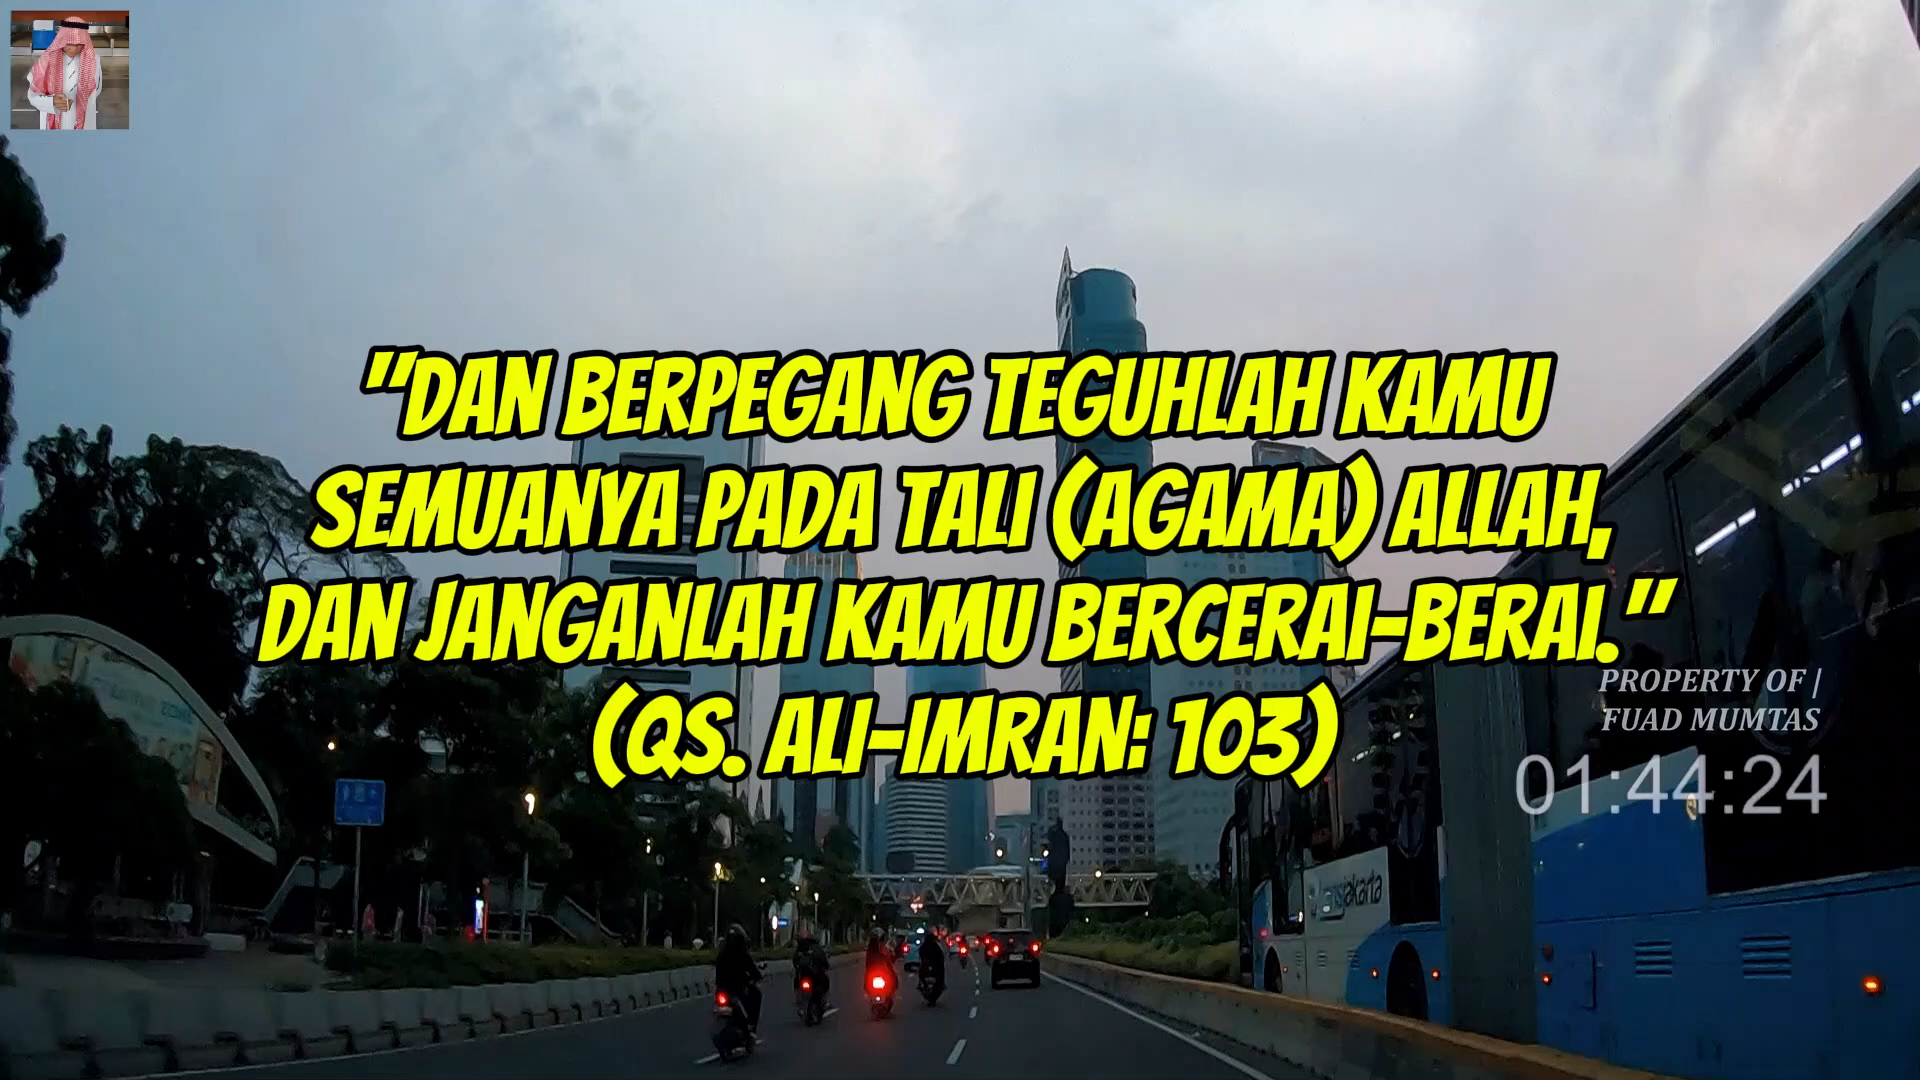 "DAN BERPEGANG TEGUHLAH KAMU
SEMUANYA PADA TALI (AGAMA) ALLAH,
DAN JANGANLAH KAMU BERCERAI-BERAI."
(QS. ALI-IMRAN: 103)
PROPERTY OF |
FUAD MUMTAS
01:44:24
transjakarta